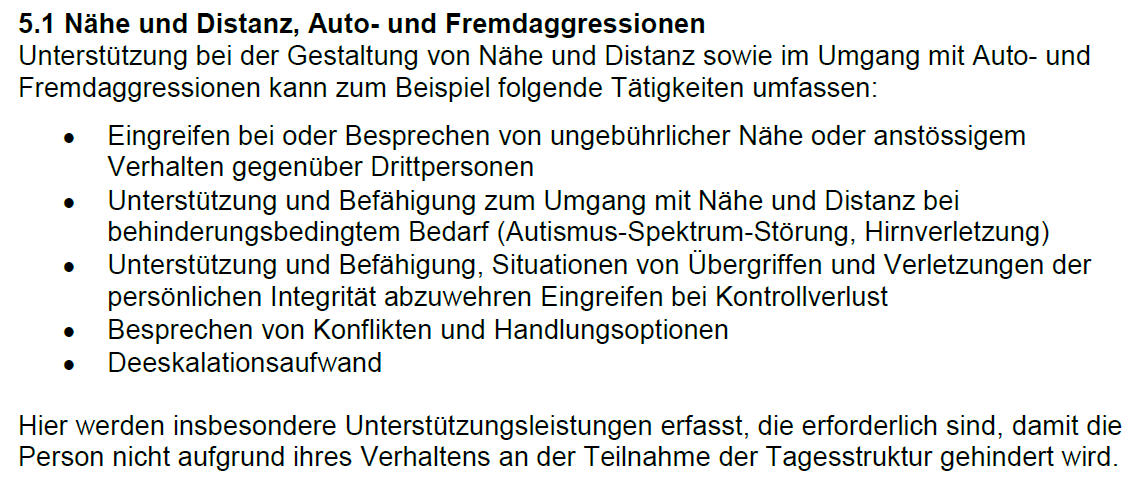 5.1 Nähe und Distanz, Auto- und Fremdaggressionen
Unterstützung bei der Gestaltung von Nähe und Distanz sowie im Umgang mit Auto- und
Fremdaggressionen kann zum Beispiel folgende Tätigkeiten umfassen:
• Eingreifen bei oder Besprechen von ungebührlicher Nähe oder anstössigem
Verhalten gegenüber Drittpersonen
• Unterstützung und Befähigung zum Umgang mit Nähe und Distanz bei
behinderungsbedingtem Bedarf (Autismus-Spektrum-Störung, Hirnverletzung)
• Unterstützung und Befähigung, Situationen von Übergriffen und Verletzungen der
persönlichen Integrität abzuwehren Eingreifen bei Kontrollverlust
• Besprechen von Konflikten und Handlungsoptionen
• Deeskalationsaufwand
Hier werden insbesondere Unterstützungsleistungen erfasst, die erforderlich sind, damit die
Person nicht aufgrund ihres Verhaltens an der Teilnahme der Tagesstruktur gehindert wird.